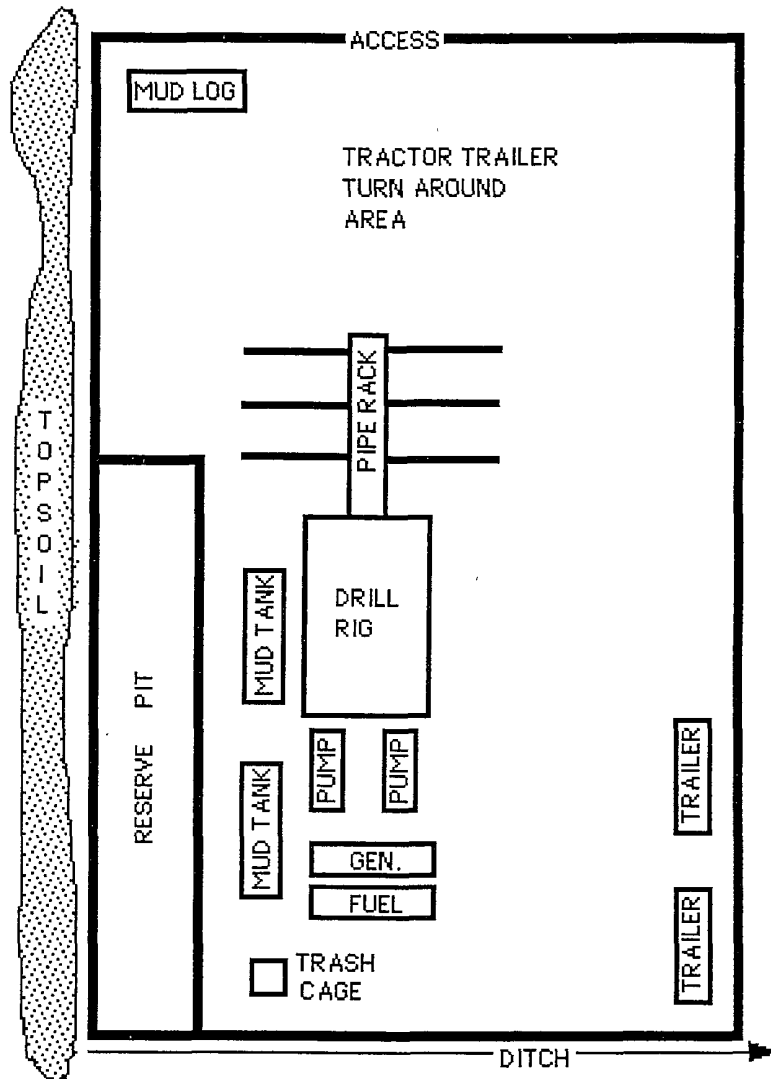 ACCESS
MUD LOG
TRACTOR TRAILER
TURN AROUND
AREA
PIPE RACK
TOPSOIL
DRILL
RIG
MUD TANK
RESERVE PIT
PUMP
PUMP
TRAILER
MUD TANK
GEN.
FUEL
TRAILER
TRASH
CAGE
DITCH